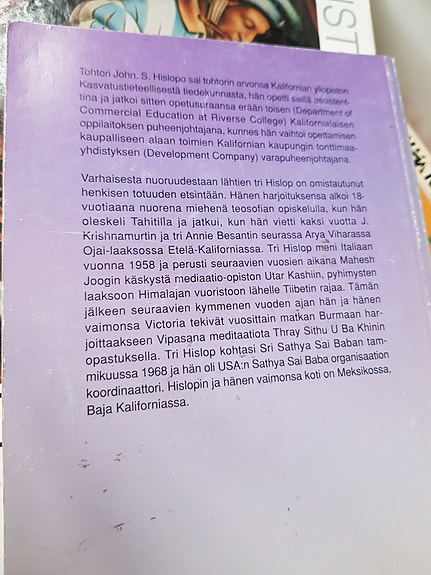 IST
Tohtori John. S. Hislopo sai tohtorin arvonsa Kalifornian yliopiston
Kasvatustieteellisestä tiedekunnasta, hän opetti siellä assistent-
tina ja jatkoi sitten opetusuraansa erään toisen (Department of
Commercial Education at Riverse College) Kalifornialaisen
oppilaitoksen puheenjohtajana, kunnes hän vaihtoi opettamisen
kaupalliseen alaan toimien Kalifornian kaupungin tonttimaa-
yhdistyksen (Development Company) varapuheenjohtajana.
Varhaisesta nuoruudestaan lähtien tri Hislop on omistautunut
henkisen totuuden etsintään. Hänen harjoituksensa alkoi 18-
vuotiaana nuorena miehenä teosofian opiskelulla, kun hän
oleskeli Tahitilla ja jatkui, kun hän vietti kaksi vuotta J.
Krishnamurtin ja tri Annie Besantin seurassa Arya Viharassa
Ojai-laaksossa Etelä-Kaliforniassa. Tri Hislop meni Italiaan
vuonna 1958 ja perusti seuraavien vuosien aikana Mahesh
Joogin käskystä mediaatio-opiston Utar Kashiin, pyhimysten
laaksoon Himalajan vuoristoon lähelle Tiibetin rajaa. Tämän
jälkeen seuraavien kymmenen vuoden ajan hän ja hänen
vaimonsa Victoria tekivät vuosittain matkan Burmaan har-
joittaakseen Vipasana meditaatiota Thray Sithu U Ba Khinin
opastuksella. Tri Hislop kohtasi Sri Sathya Sai Baban tam-
mikuussa 1968 ja hän oli USA:n Sathya Sai Baba organisaation
koordinaattori. Hislopin ja hänen vaimonsa koti on Meksikossa,
Baja Kaliforniassa.